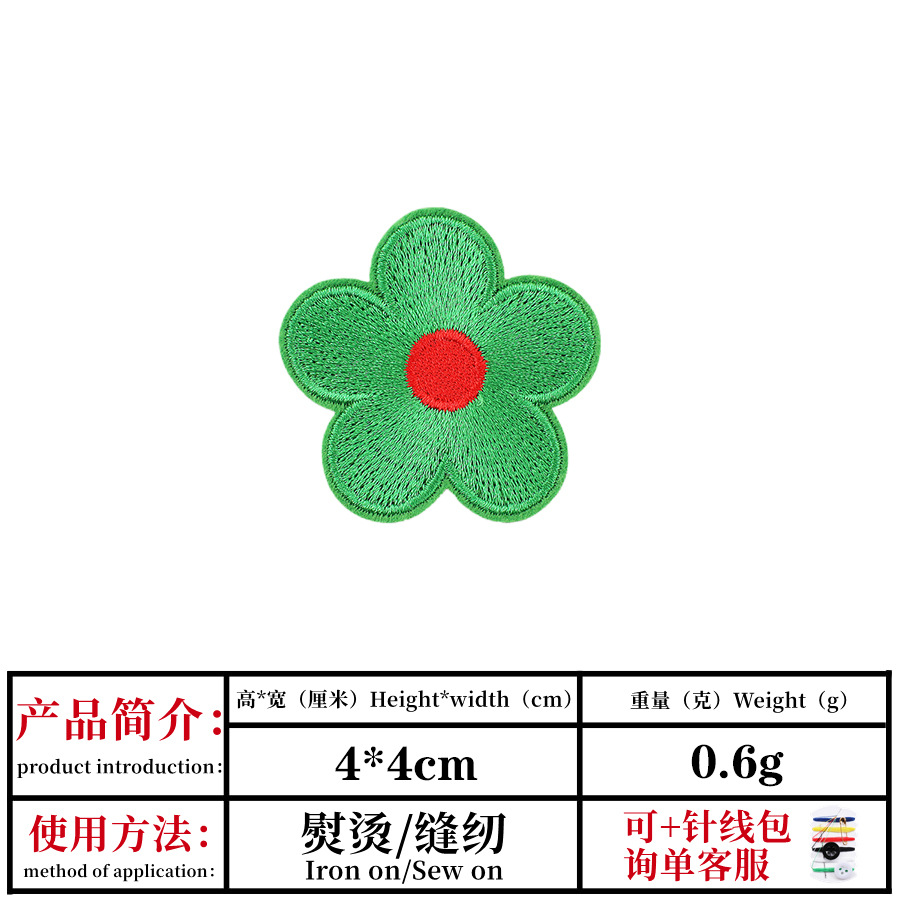 产品简介：
product introduction：
高*宽（厘米）Height*width（cm）
重量（克）Weight（g）
4*4cm
0.6g
使用方法：
method of application：
熨烫/缝纫
Iron on/Sew on
可+针线包
询单客服